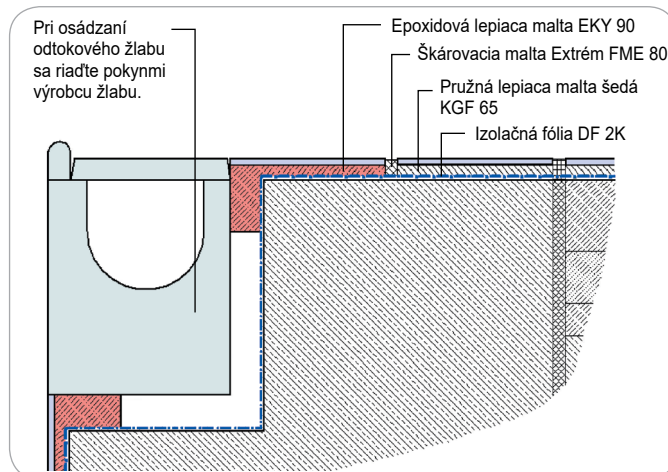 Pri osádzaní
odtokového žlabu
sa riaďte pokynmi
výrobcu žlabu.
Epoxidová lepiaca malta EKY 90
Škárovacia malta Extrém FME 80
Pružná lepiaca malta šedá
KGF 65
Izolačná fólia DF 2K